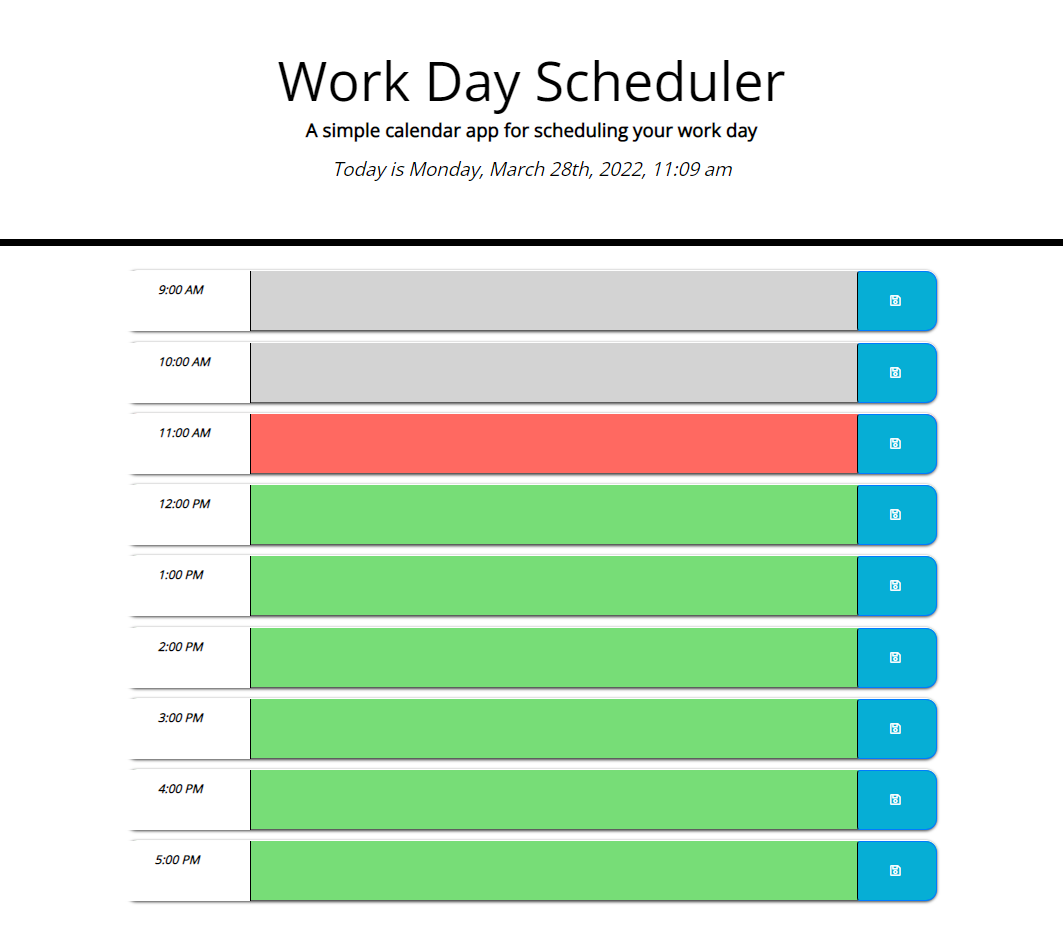 Work Day Scheduler
A simple calendar app for scheduling your work day
Today is Monday, March 28th, 2022, 11:09 am
9:00 AM
10:00 AM
11:00 AM
12:00 PM
1:00 PM
2:00 PM
3:00 PM
4:00 PM
5:00 PM